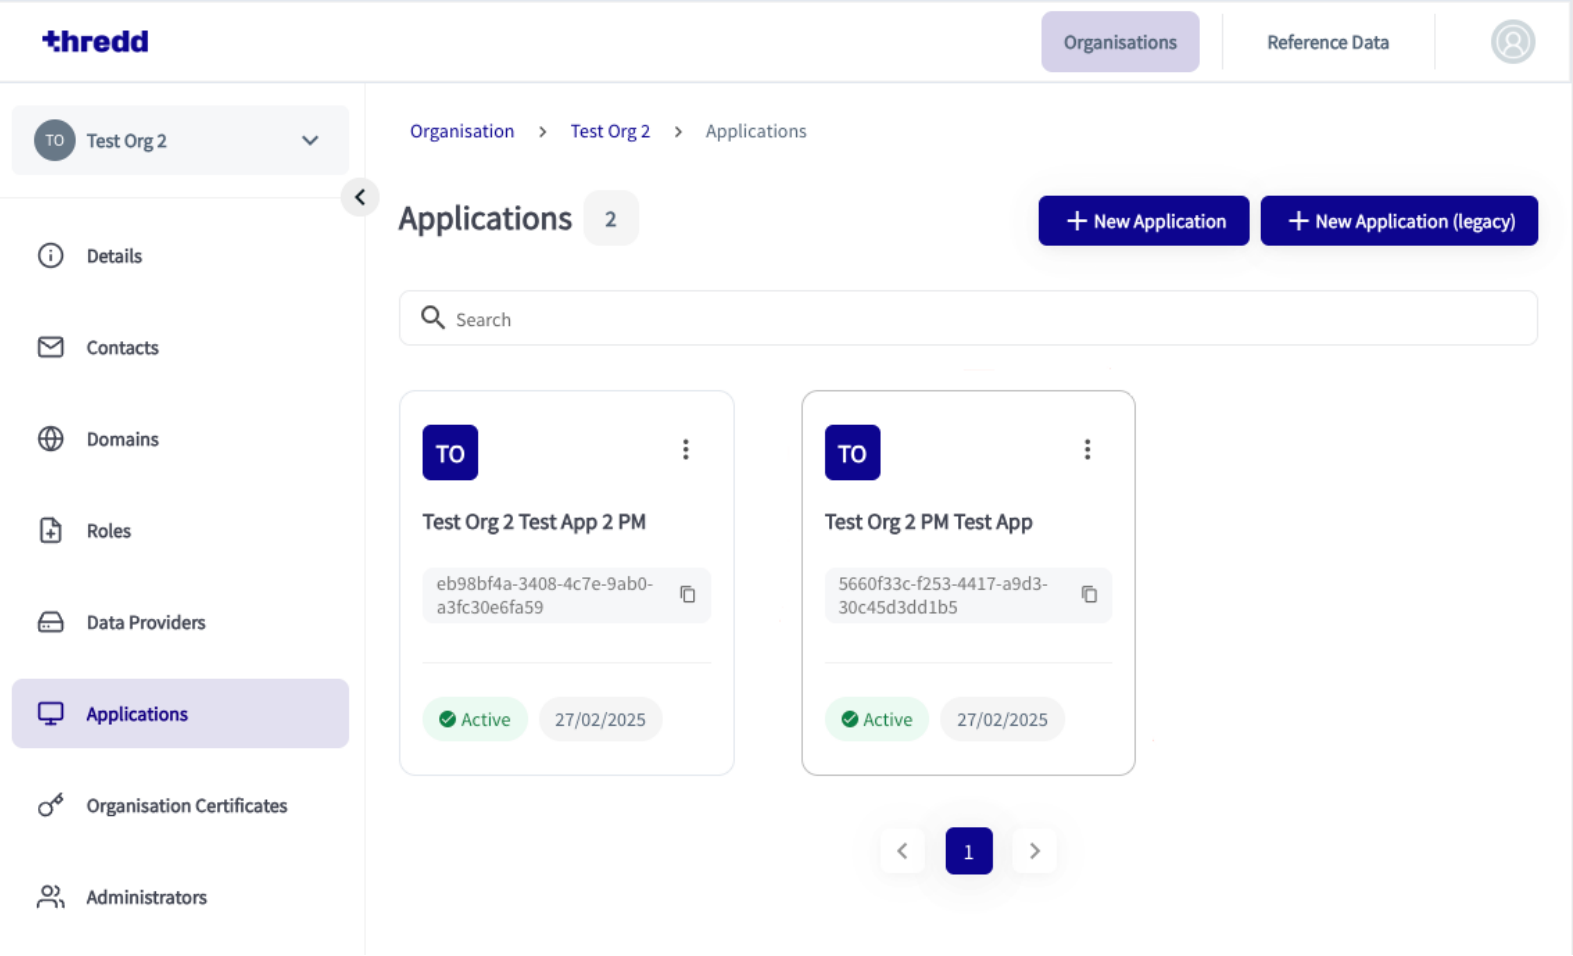 thredd
Organisations
Reference Data
TO
Test Org 2
Organisation
Test Org 2
Applications
Applications
2
New Application
New Application (legacy)
Search
Details
Contacts
Domains
Roles
Data Providers
Applications
Organisation Certificates
Administrators
TO
Test Org 2 Test App 2 PM
eb98bf4a-3408-4c7e-9ab0-
a3fc30e6fa59
Active
27/02/2025
TO
Test Org 2 PM Test App
5660f33c-f253-4417-a9d3-
30c45d3dd1b5
Active
27/02/2025
1